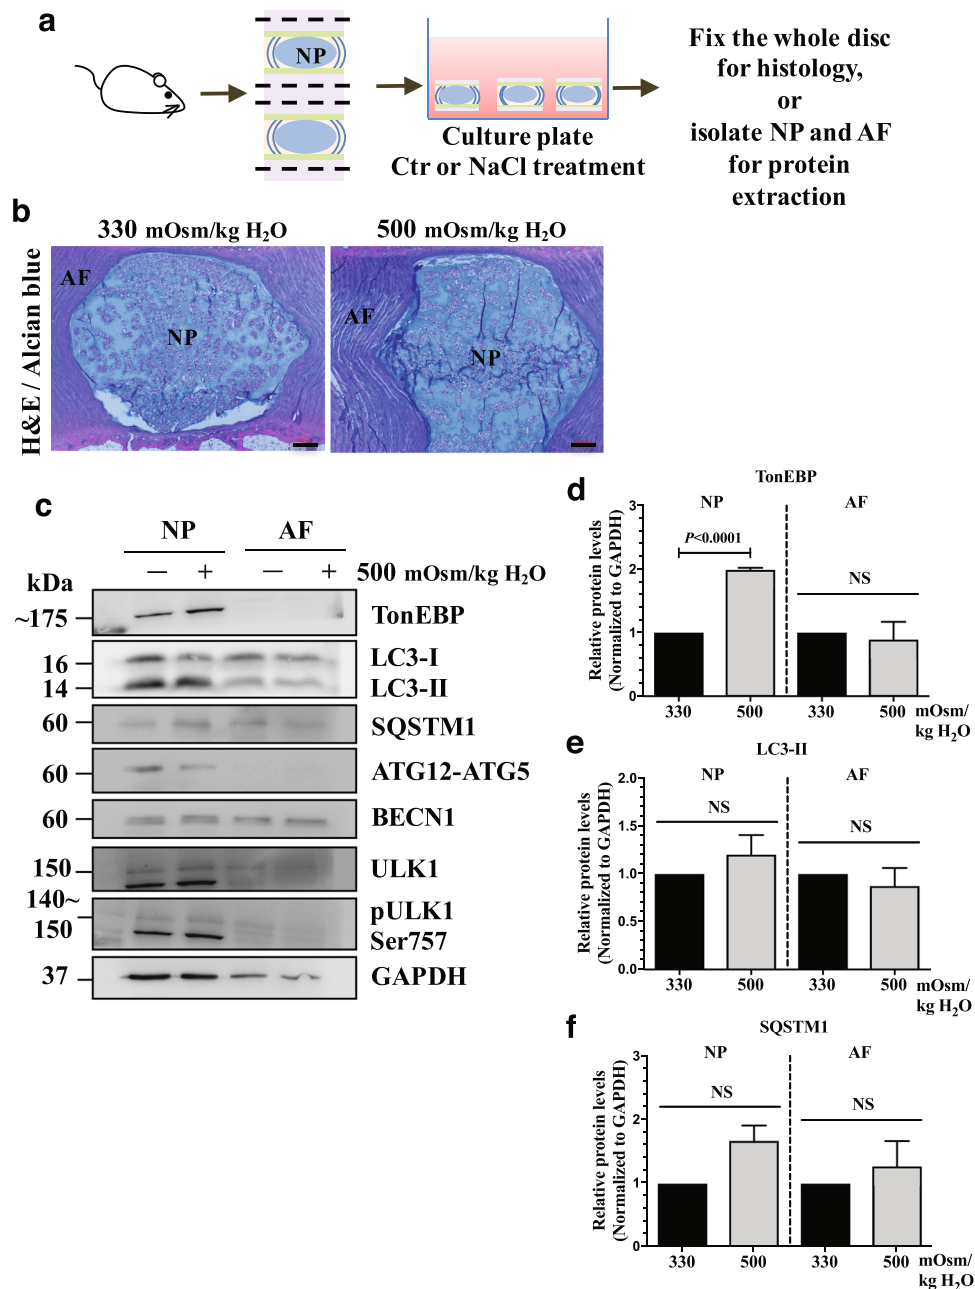 a
NP
Culture plate
Ctr or NaCl treatment
Fix the whole disc
for histology,
or
isolate NP and AF
for protein
extraction
b
330 mOsm/kg H₂O
500 mOsm/kg H₂O
H&E / Alcian blue
AF
NP
AF
NP
c
NP
AF
kDa
— + — +
500 mOsm/kg H₂O
~175
TonEBP
16
LC3-I
14
LC3-II
60
SQSTM1
60
ATG12-ATG5
60
BECN1
150
ULK1
140~
150
pULK1
Ser757
37
GAPDH
d
TonEBP
NP
AF
P<0.0001
NS
Relative protein levels
(Normalized to GAPDH)
3
2
1
0
330 500 330 500 mOsm/
kg H₂O
e
LC3-II
NP
AF
NS
NS
Relative protein levels
(Normalized to GAPDH)
2.0
1.5
1.0
0.5
0.0
330 500 330 500 mOsm/
kg H₂O
f
SQSTM1
NP
AF
NS
NS
Relative protein levels
(Normalized to GAPDH)
3
2
1
0
330 500 330 500 mOsm/
kg H₂O